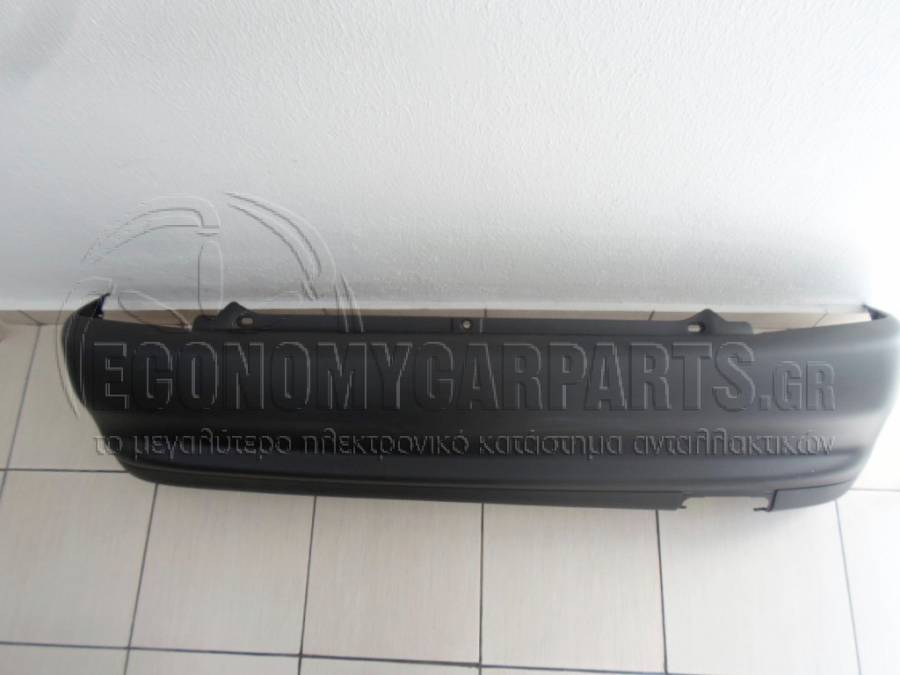 ECONOMYCARPARTS.GR
το μεγαλύτερο ηλεκτρονικό κατάστημα ανταλλακτικών